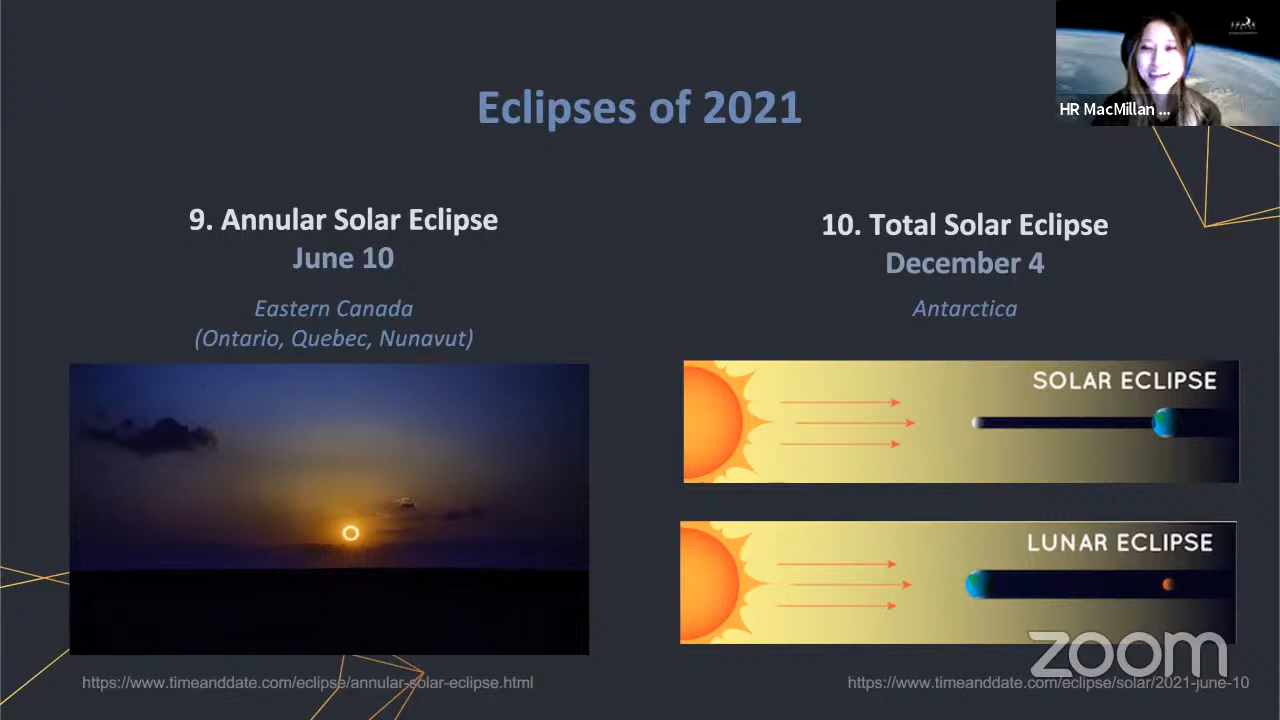 HR MacMillan ...
Eclipses of 2021
9. Annular Solar Eclipse
June 10
Eastern Canada
(Ontario, Quebec, Nunavut)
10. Total Solar Eclipse
December 4
Antarctica
SOLAR ECLIPSE
LUNAR ECLIPSE
zoom
https://www.timeanddate.com/eclipse/annular-solar-eclipse.html
https://www.timeanddate.com/eclipse/solar/2021-june-10